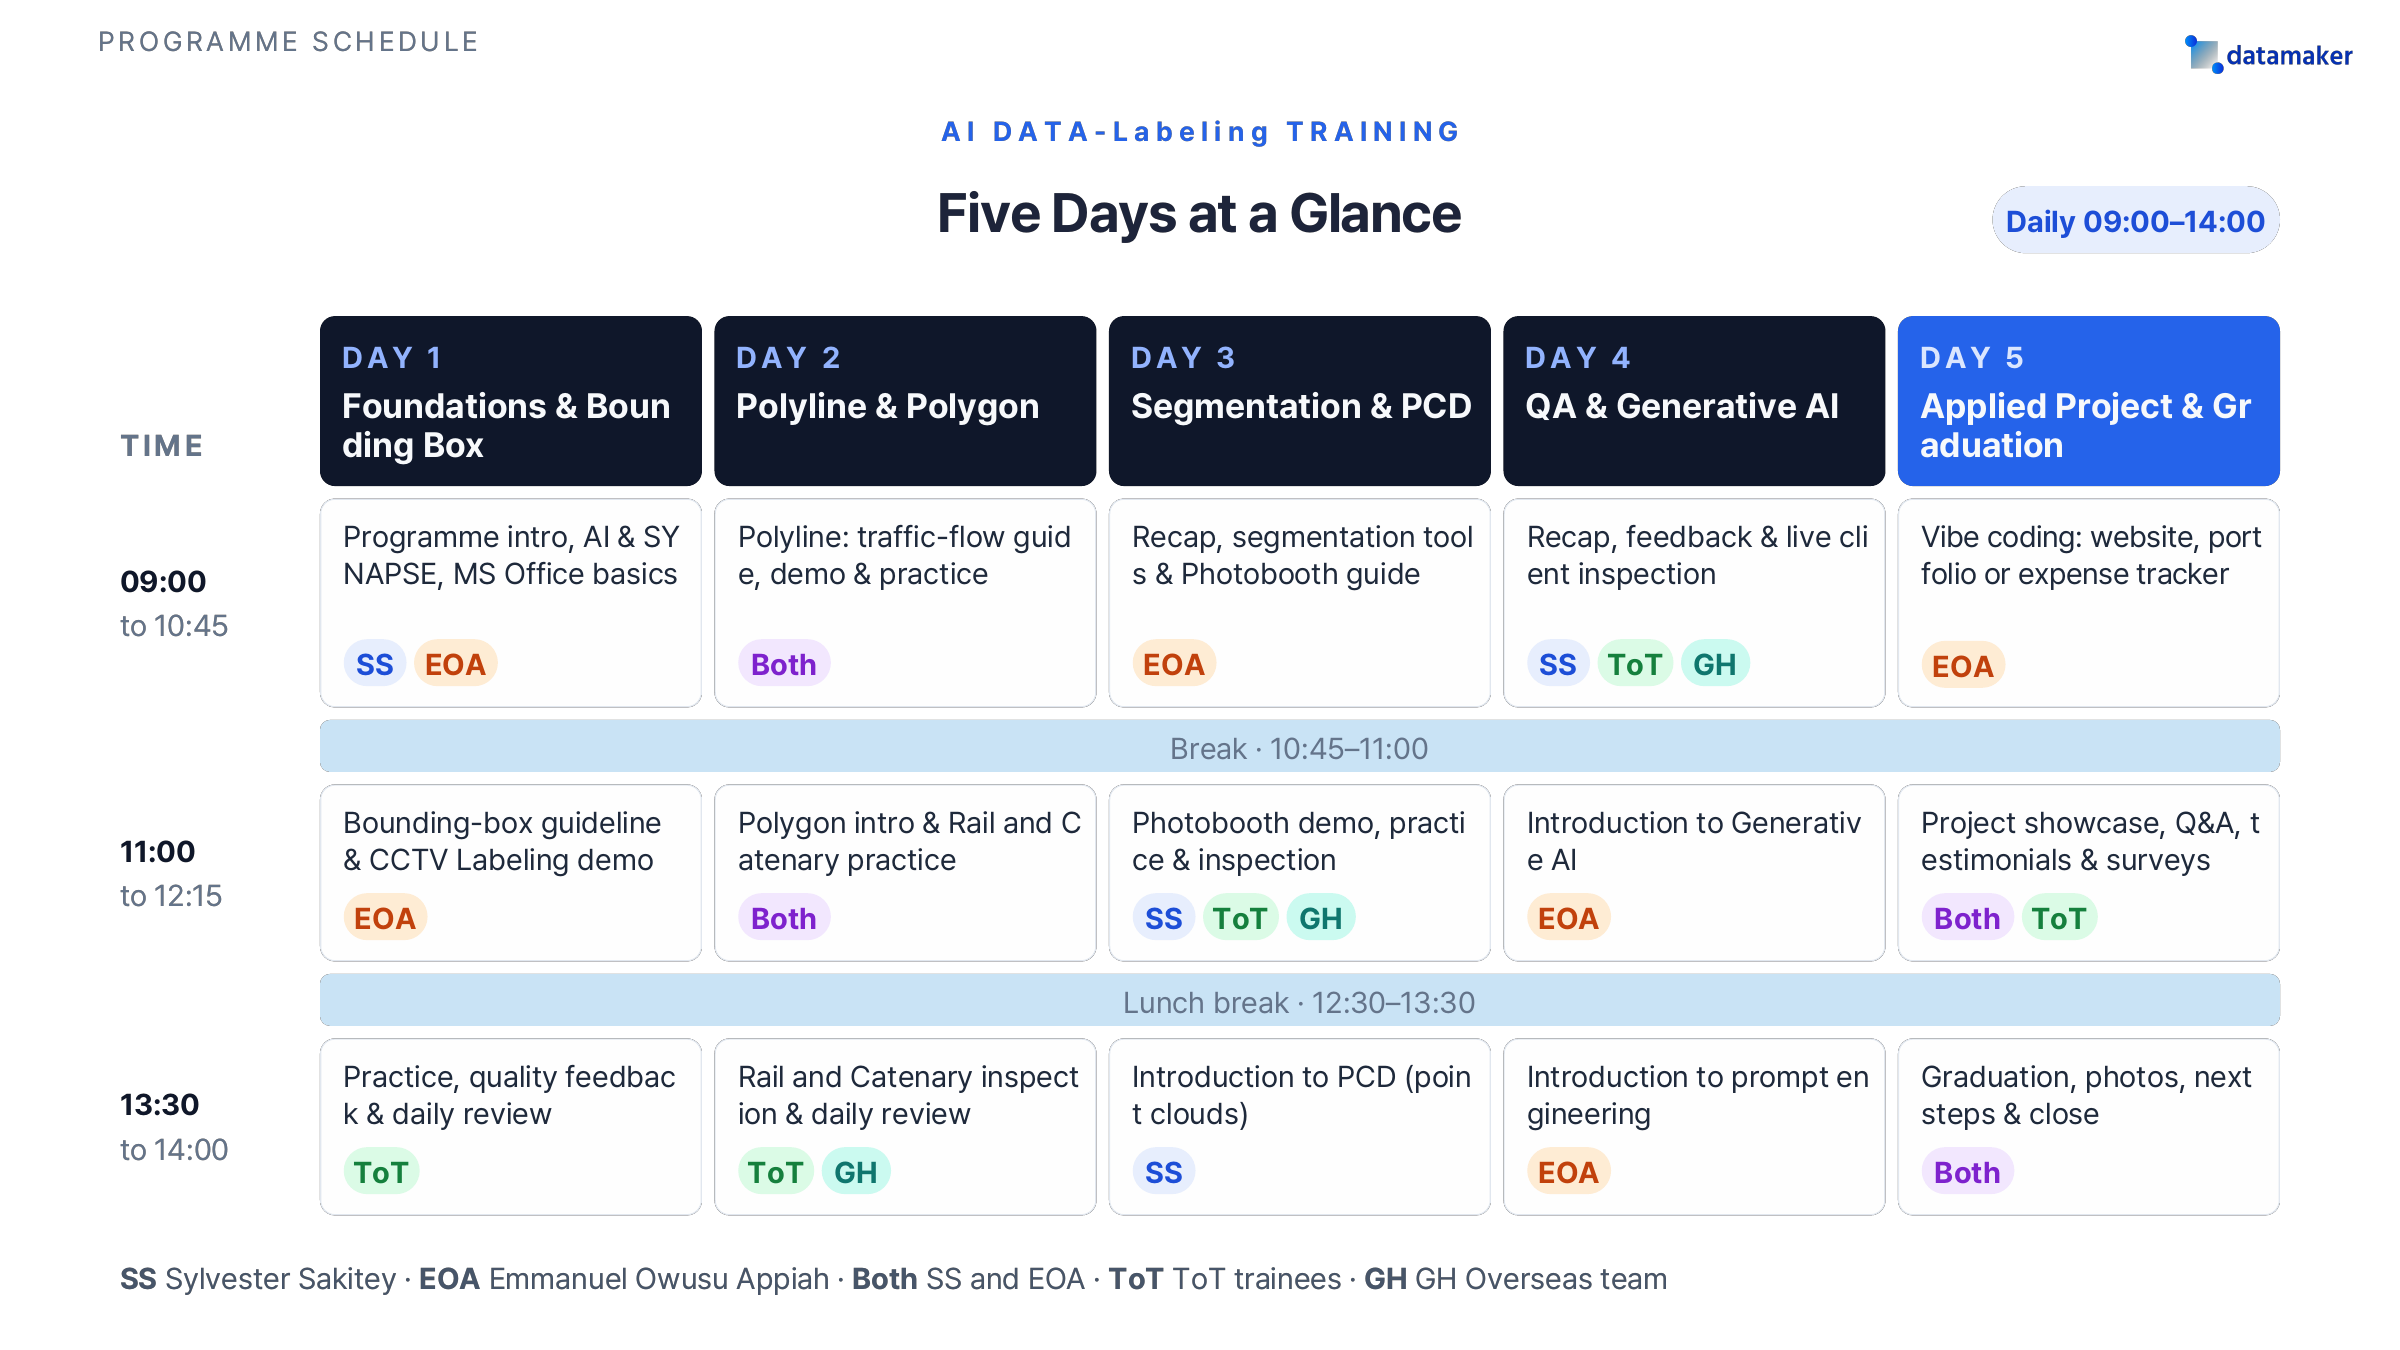 PROGRAMME SCHEDULE
datamaker
AI DATA-Labeling TRAINING
Five Days at a Glance
Daily 09:00–14:00
TIME
DAY 1
Foundations & Boun
ding Box
DAY 2
Polyline & Polygon
DAY 3
Segmentation & PCD
DAY 4
QA & Generative AI
DAY 5
Applied Project & Gr
aduation
09:00
to 10:45
Programme intro, AI & SY
NAPSE, MS Office basics
SS EOA
Polyline: traffic-flow guid
e, demo & practice
Both
Recap, segmentation tool
s & Photobooth guide
EOA
Recap, feedback & live cli
ent inspection
SS ToT GH
Vibe coding: website, port
folio or expense tracker
EOA
Break · 10:45–11:00
11:00
to 12:15
Bounding-box guideline
& CCTV Labeling demo
EOA
Polygon intro & Rail and C
atenary practice
Both
Photobooth demo, practi
ce & inspection
SS ToT GH
Introduction to Generativ
e AI
EOA
Project showcase, Q&A, t
estimonials & surveys
Both ToT
Lunch break · 12:30–13:30
13:30
to 14:00
Practice, quality feedbac
k & daily review
ToT
Rail and Catenary inspect
ion & daily review
ToT GH
Introduction to PCD (poin
t clouds)
SS
Introduction to prompt en
gineering
EOA
Graduation, photos, next
steps & close
Both
SS Sylvester Sakitey · EOA Emmanuel Owusu Appiah · Both SS and EOA · ToT ToT trainees · GH GH Overseas team